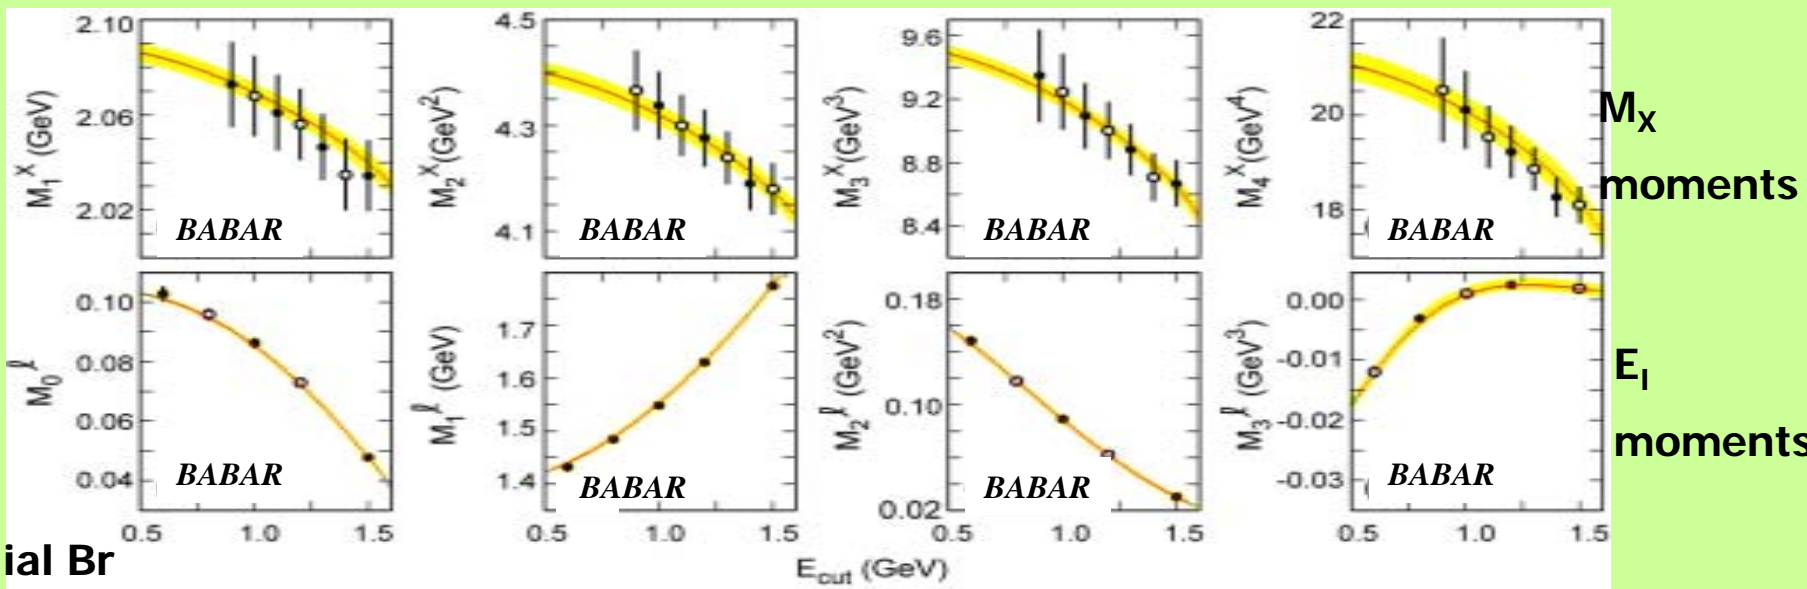 2.10
2.06
2.02
M₁ˣ (GeV)
BABAR
4.5
4.3
4.1
M₂ˣ (GeV²)
BABAR
9.6
9.2
8.8
8.4
M₃ˣ (GeV³)
BABAR
22
20
18
M₄ˣ (GeV⁴)
BABAR
Mₓ
moments
0.10
0.08
0.06
0.04
M₀ˡ
BABAR
1.7
1.6
1.5
1.4
M₁ˡ (GeV)
BABAR
0.18
0.10
0.02
M₂ˡ (GeV²)
BABAR
0.00
-0.01
-0.02
-0.03
M₃ˡ (GeV³)
BABAR
Eₗ
moments
0.5 1.0 1.5
0.5 1.0 1.5
0.5 1.0 1.5
0.5 1.0 1.5
ial Br
E_cut (GeV)